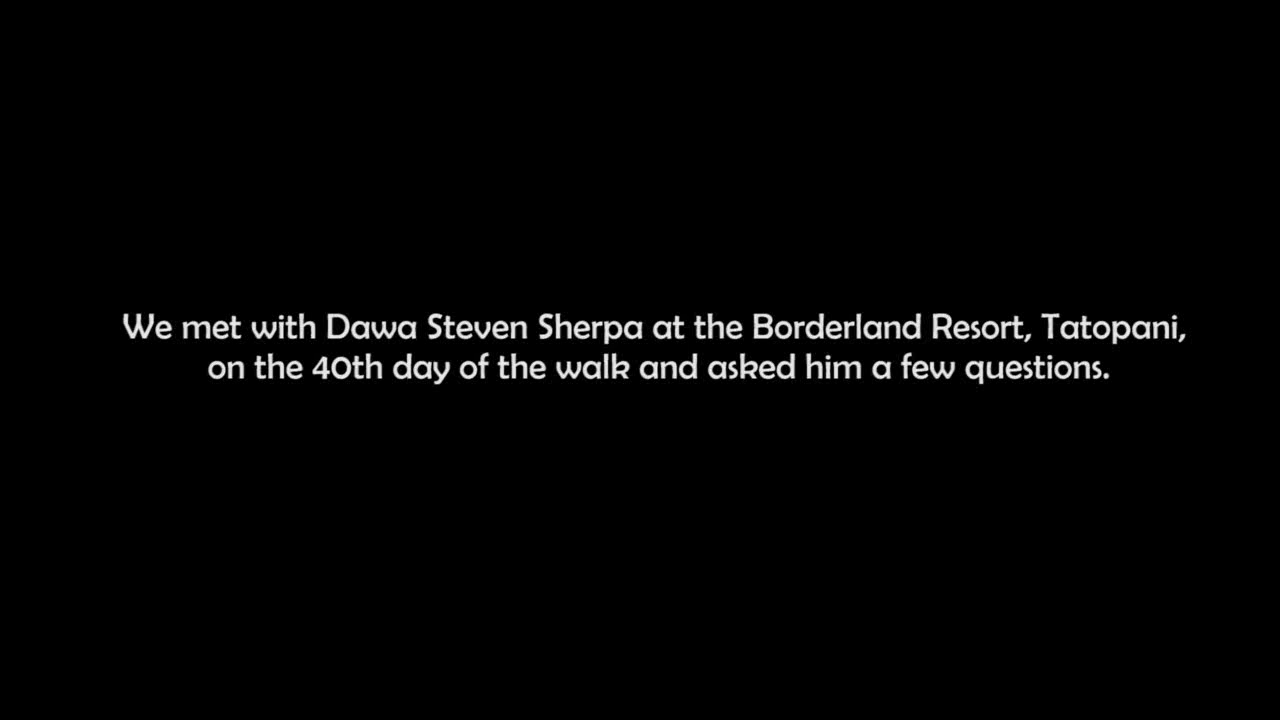 We met with Dawa Steven Sherpa at the Borderland Resort, Tatopani,
on the 40th day of the walk and asked him a few questions.